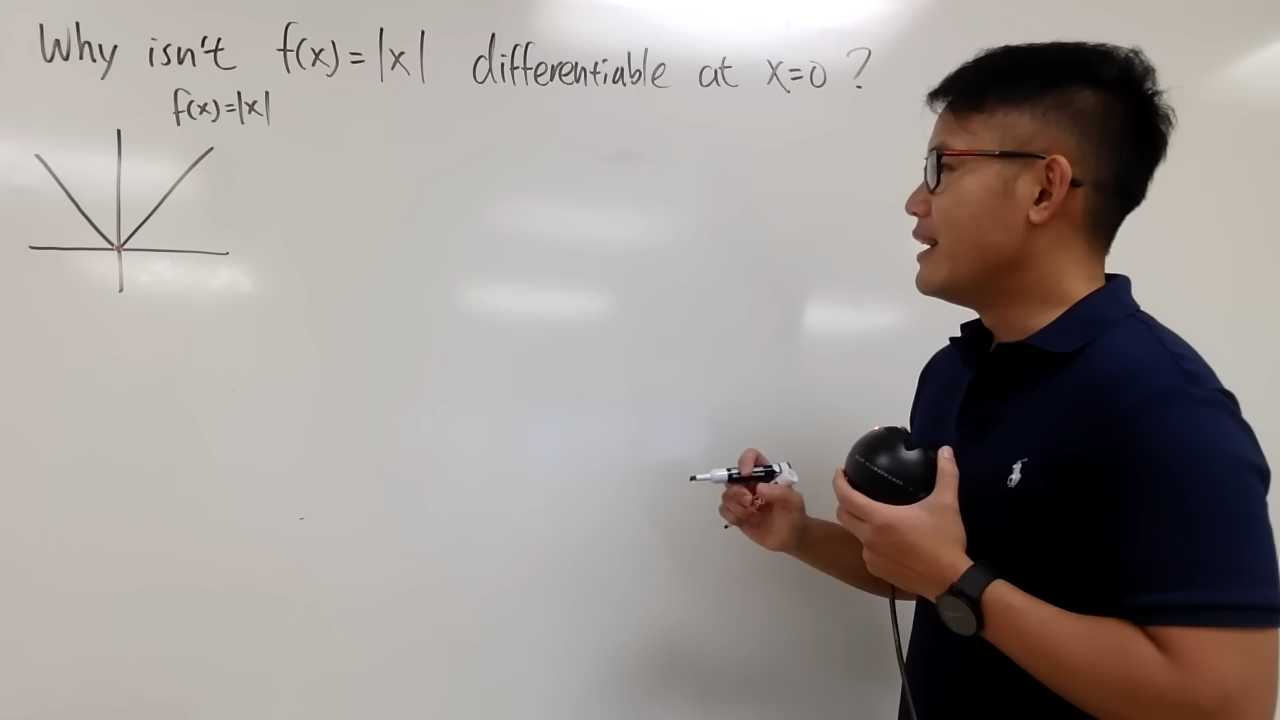 Why isn't f(x)=|x| differentiable at x=0?
f(x)=|x|